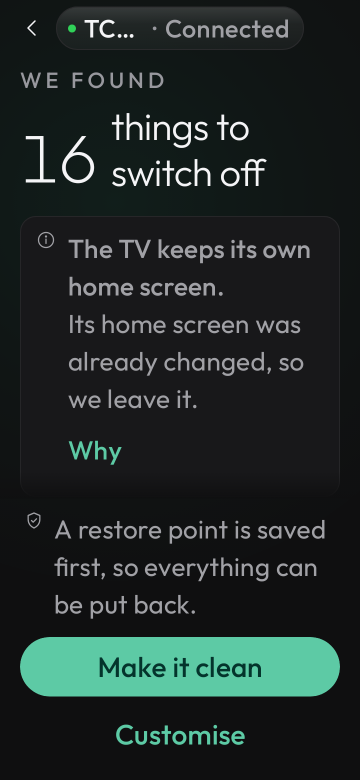 TC... · Connected
WE FOUND
16 things to
switch off
The TV keeps its own
home screen.
Its home screen was
already changed, so
we leave it.
Why
A restore point is saved
first, so everything can
be put back.
Make it clean
Customise